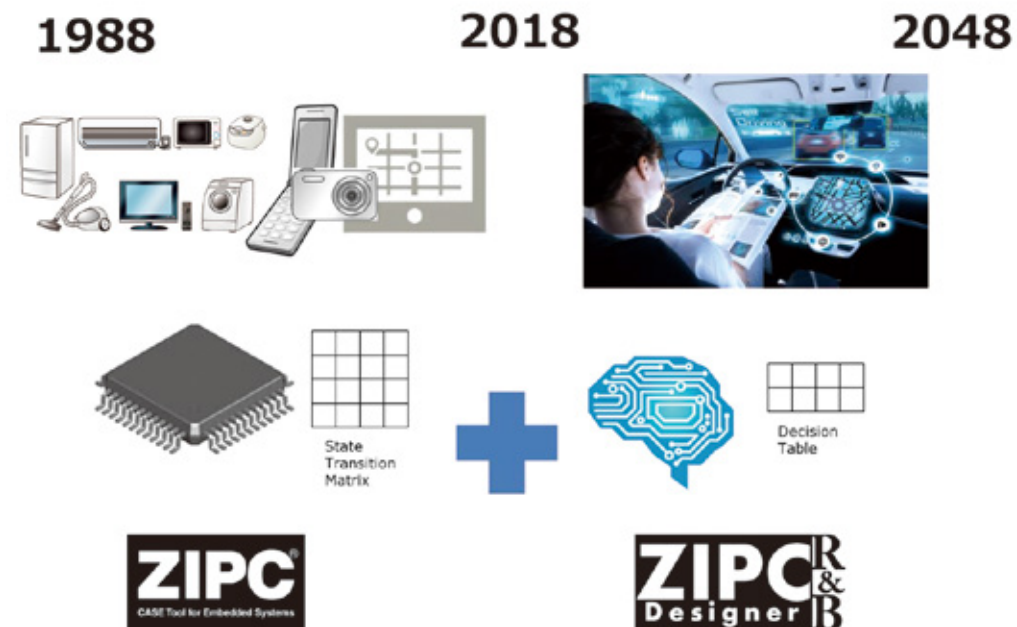 1988
2018
2048
State
Transition
Matrix
Decision
Table
ZIPC®
CASE Tool for Embedded Systems
ZIPC R&B
Designer